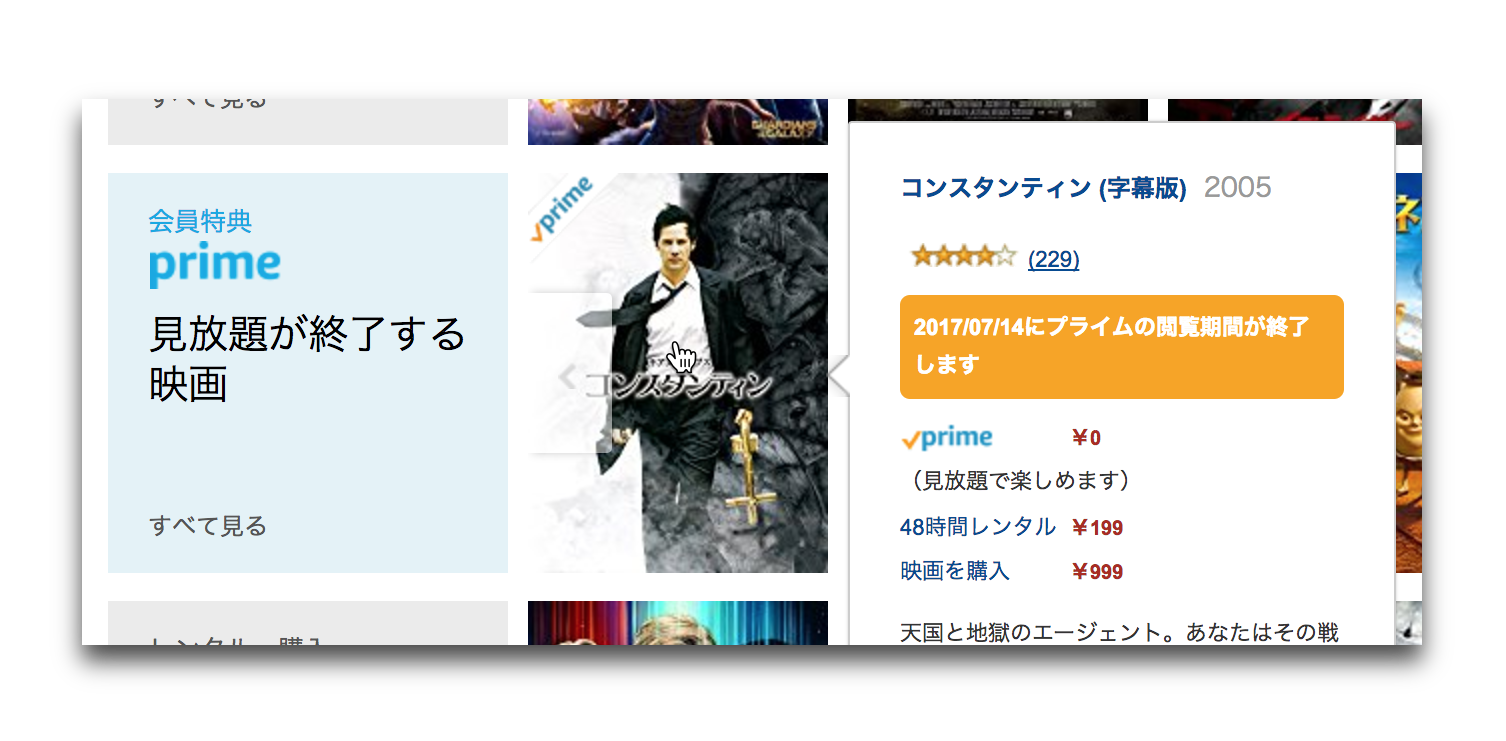 すべて見る
GUARDIANS
GALAXY
会員特典
prime
見放題が終了する
映画
すべて見る
prime
コンスタンティン
コンスタンティン (字幕版) 2005
(229)
2017/07/14にプライムの閲覧期間が終了
します
prime ¥0
（見放題で楽しめます）
48時間レンタル ¥199
映画を購入 ¥999
天国と地獄のエージェント。あなたはその戦
ネ